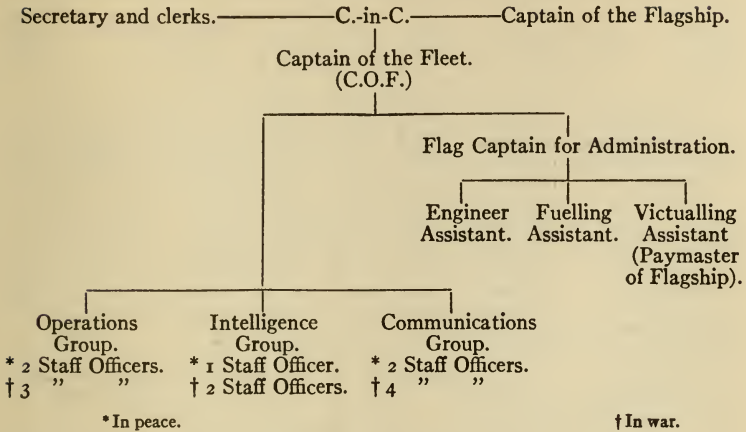 Secretary and clerks.
C.-in-C.
Captain of the Flagship.
Captain of the Fleet.
(C.O.F.)
Flag Captain for Administration.
Engineer
Assistant.
Fuelling
Assistant.
Victualling
Assistant
(Paymaster
of Flagship).
Operations
Group.
* 2 Staff Officers.
† 3 ” ”
Intelligence
Group.
* 1 Staff Officer.
† 2 Staff Officers.
Communications
Group.
* 2 Staff Officers.
† 4 ” ”
* In peace.
† In war.